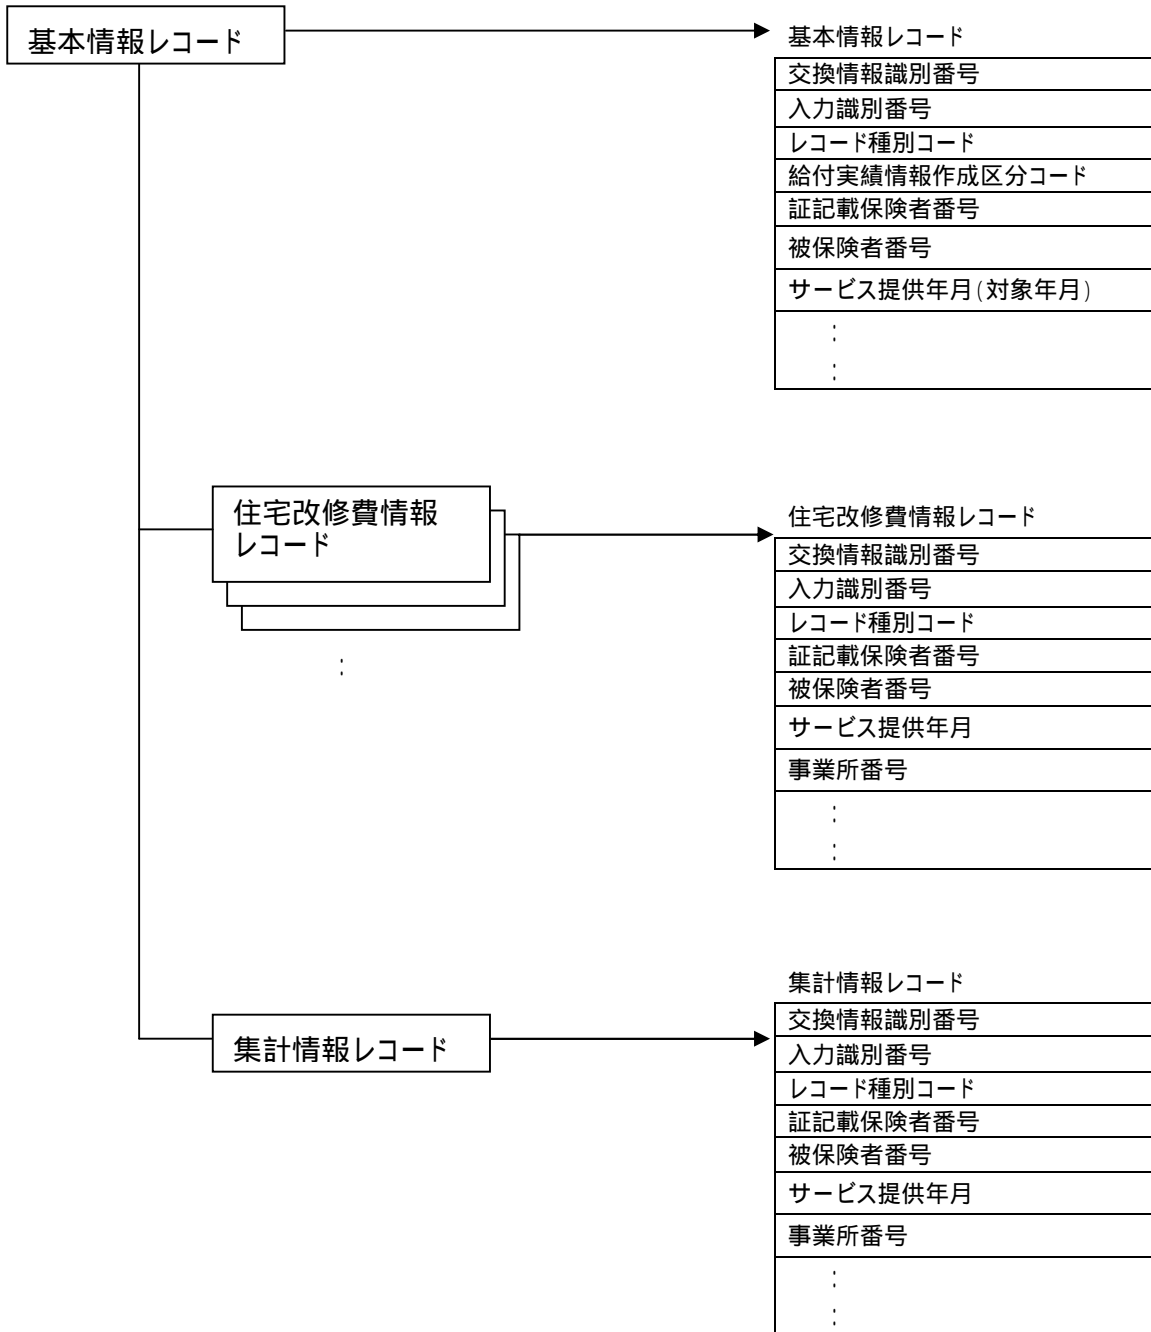 基本情報レコード
基本情報レコード
交換情報識別番号
入力識別番号
レコード種別コード
給付実績情報作成区分コード
証記載保険者番号
被保険者番号
サービス提供年月(対象年月)
:
:
住宅改修費情報
レコード
:
住宅改修費情報レコード
交換情報識別番号
入力識別番号
レコード種別コード
証記載保険者番号
被保険者番号
サービス提供年月
事業所番号
:
:
集計情報レコード
集計情報レコード
交換情報識別番号
入力識別番号
レコード種別コード
証記載保険者番号
被保険者番号
サービス提供年月
事業所番号
:
: